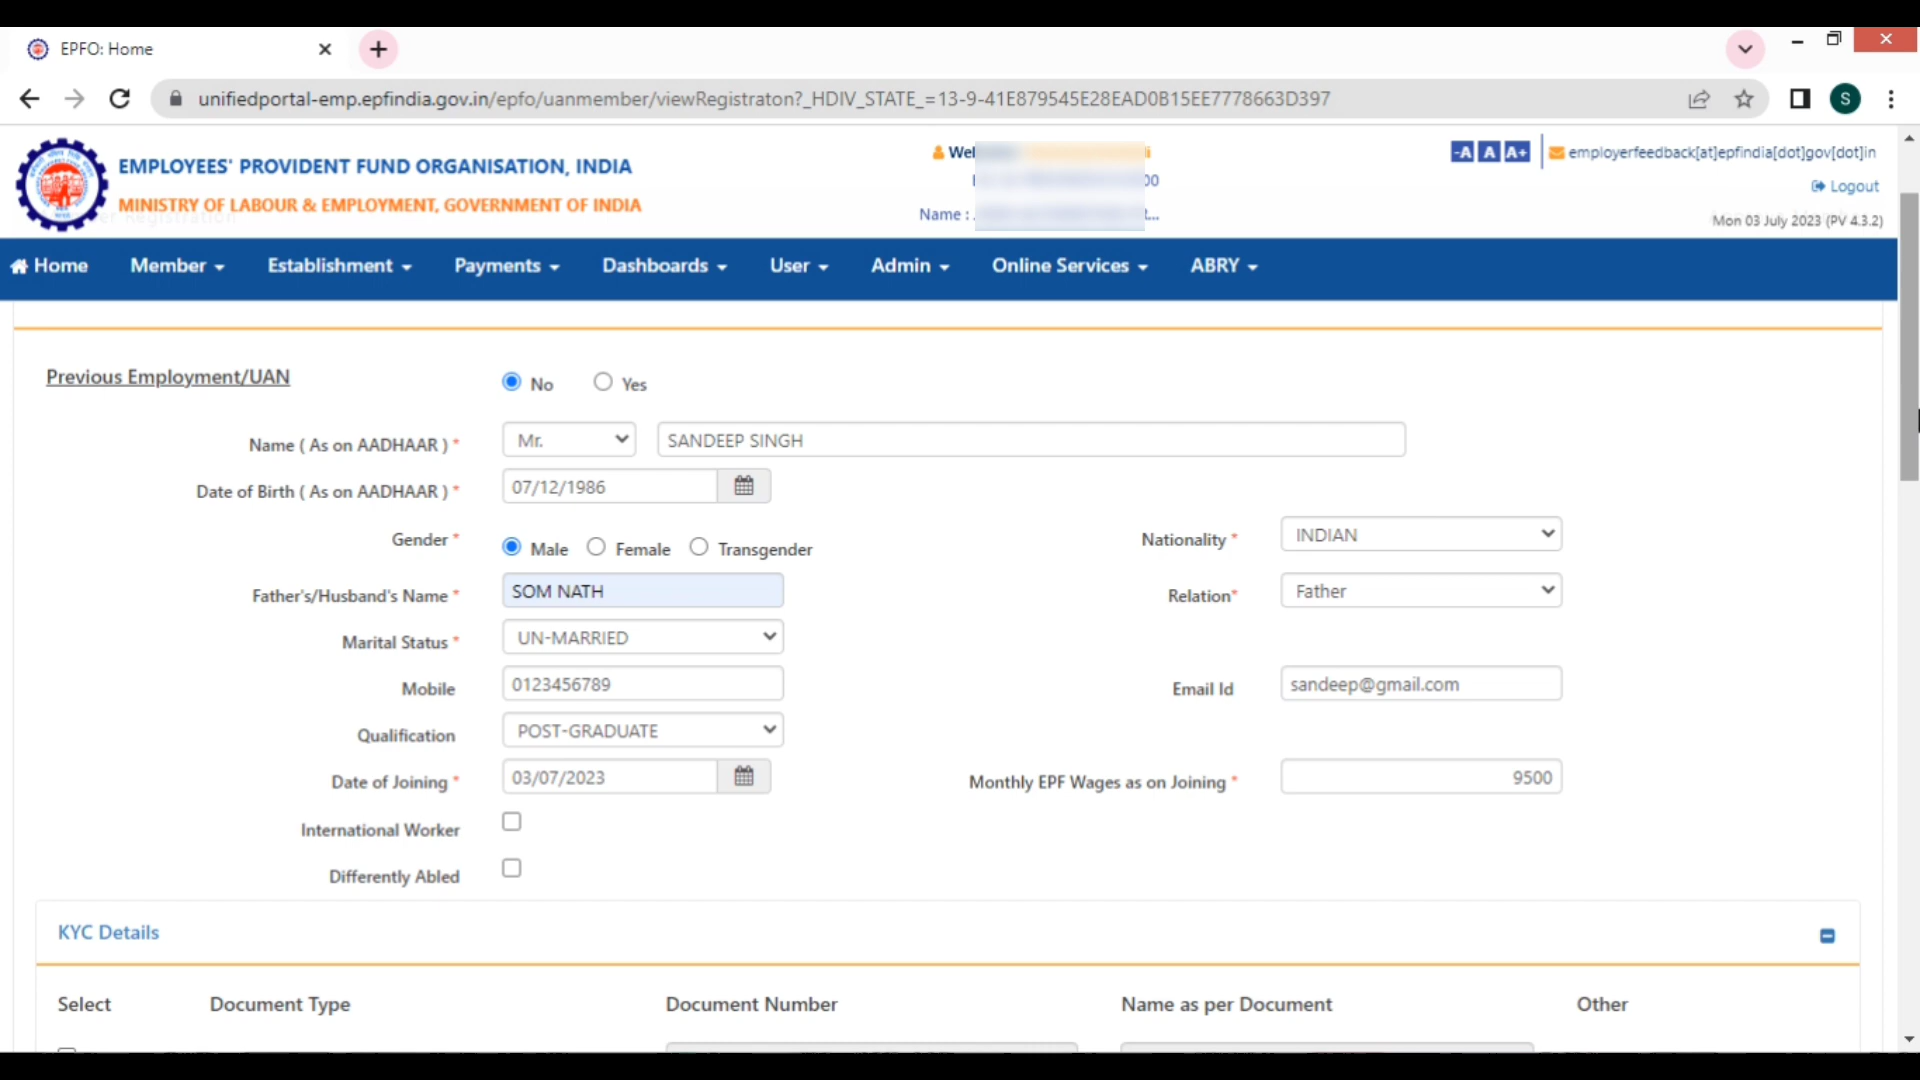 EPFO: Home
unifiedportal-emp.epfindia.gov.in/epfo/uanmember/viewRegistraton?_HDIV_STATE_=13-9-41E879545E28EAD0B15EE7778663D397
S
EMPLOYEES' PROVIDENT FUND ORGANISATION, INDIA
MINISTRY OF LABOUR & EMPLOYMENT, GOVERNMENT OF INDIA
Name :
-A A A+
employerfeedback[at]epfindia[dot]gov[dot]in
Logout
Mon 03 July 2023 (PV 4.3.2)
Home Member Establishment Payments Dashboards User Admin Online Services ABRY
Previous Employment/UAN No Yes
Name ( As on AADHAAR ) * Mr. SANDEEP SINGH
Date of Birth ( As on AADHAAR ) * 07/12/1986
Gender * Male Female Transgender Nationality * INDIAN
Father's/Husband's Name * SOM NATH Relation* Father
Marital Status * UN-MARRIED
Mobile 0123456789 Email Id sandeep@gmail.com
Qualification POST-GRADUATE
Date of Joining * 03/07/2023 Monthly EPF Wages as on Joining * 9500
International Worker
Differently Abled
KYC Details
Select Document Type Document Number Name as per Document Other